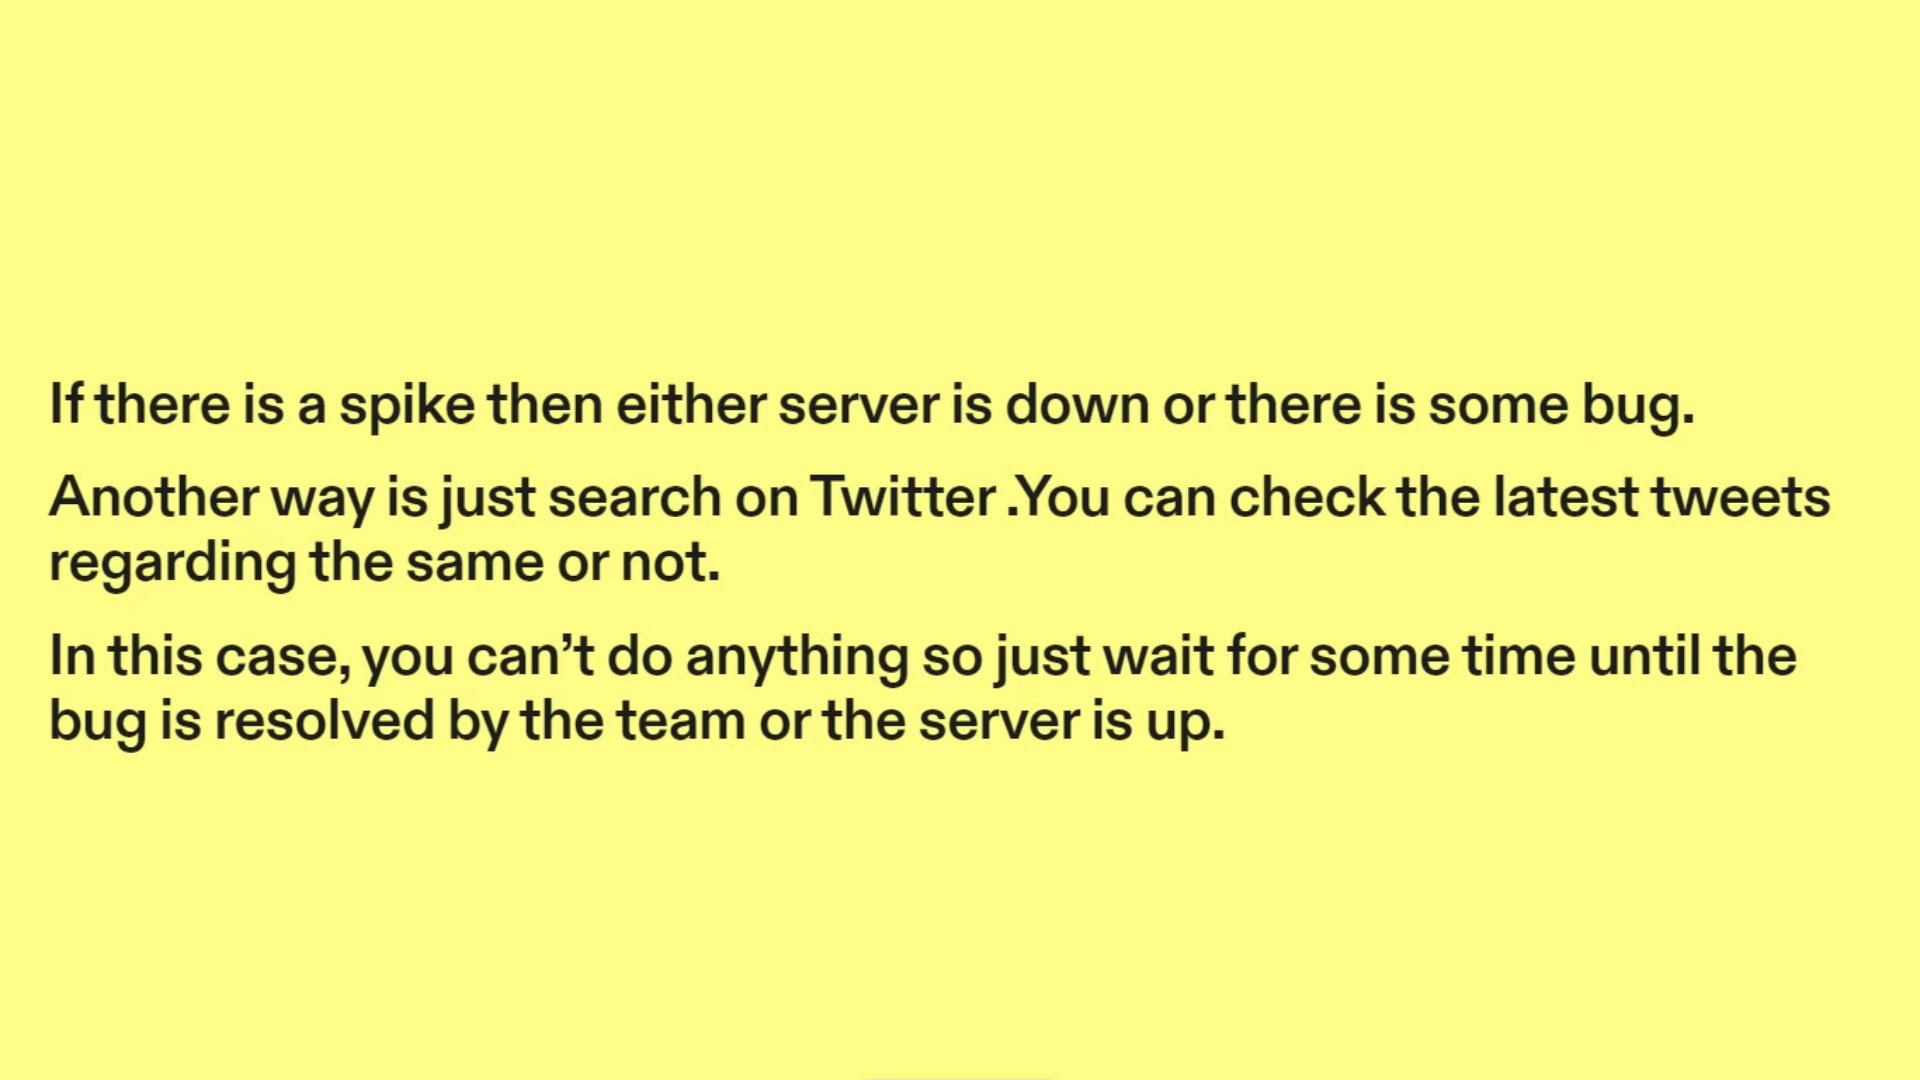 If there is a spike then either server is down or there is some bug.
Another way is just search on Twitter .You can check the latest tweets
regarding the same or not.
In this case, you can’t do anything so just wait for some time until the
bug is resolved by the team or the server is up.